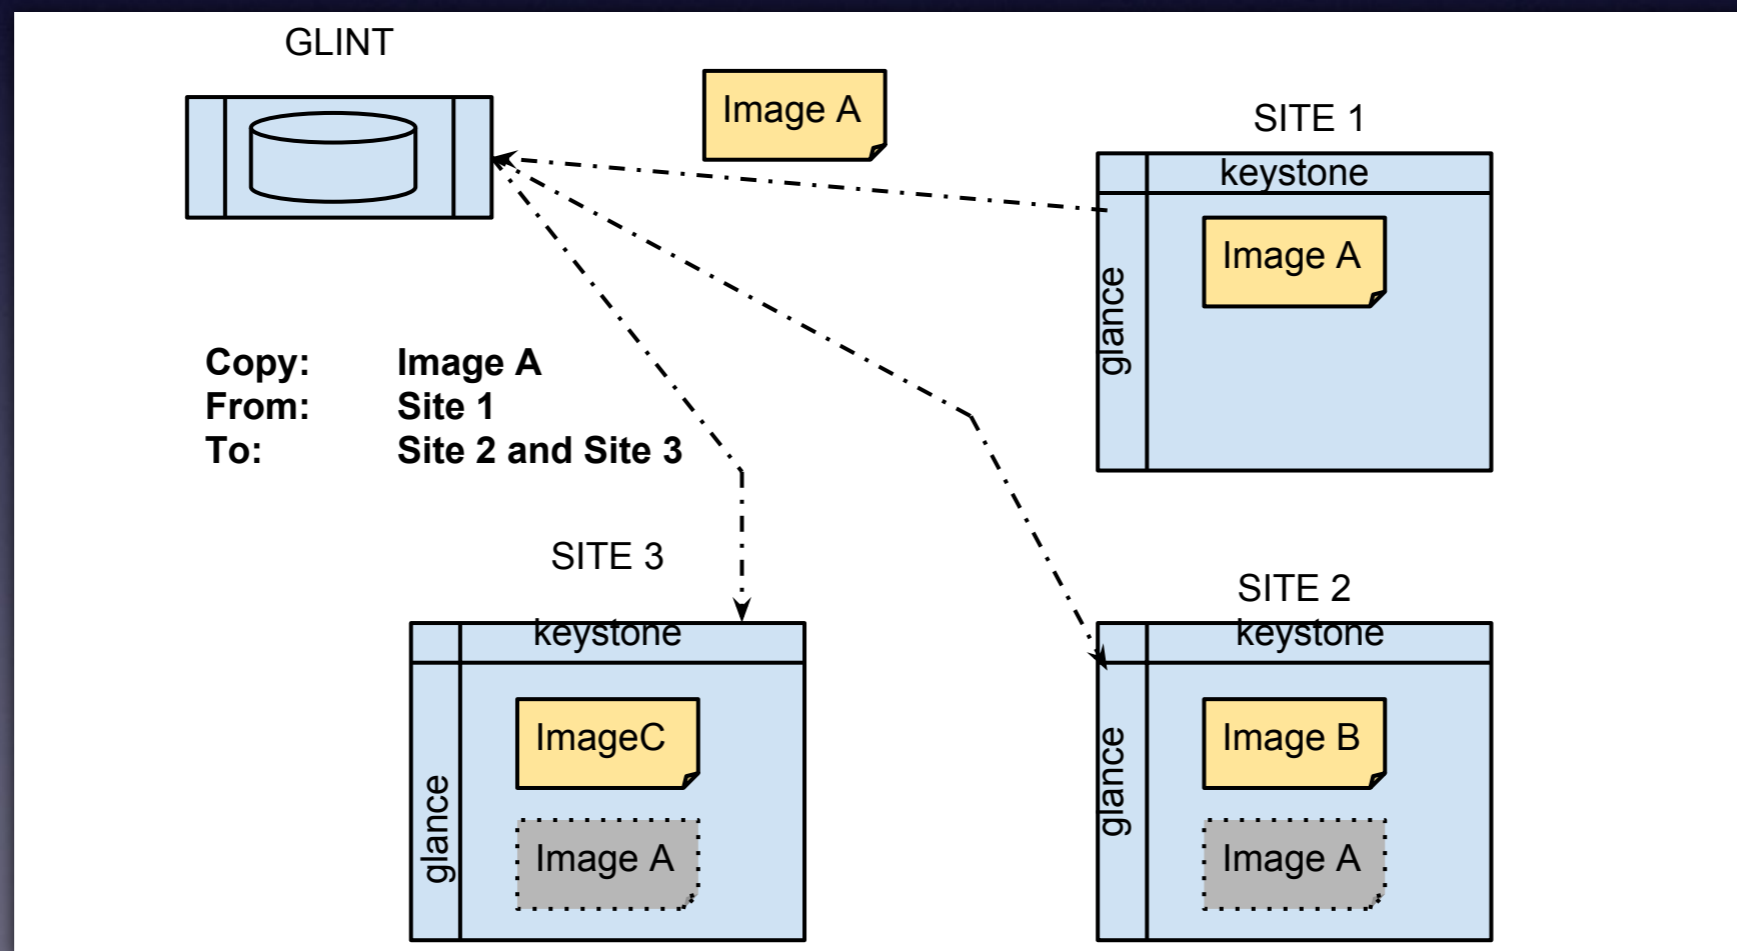 GLINT
Image A
SITE 1
keystone
glance
Image A
Copy: Image A
From: Site 1
To: Site 2 and Site 3
SITE 3
keystone
glance
ImageC
Image A
SITE 2
keystone
glance
Image B
Image A